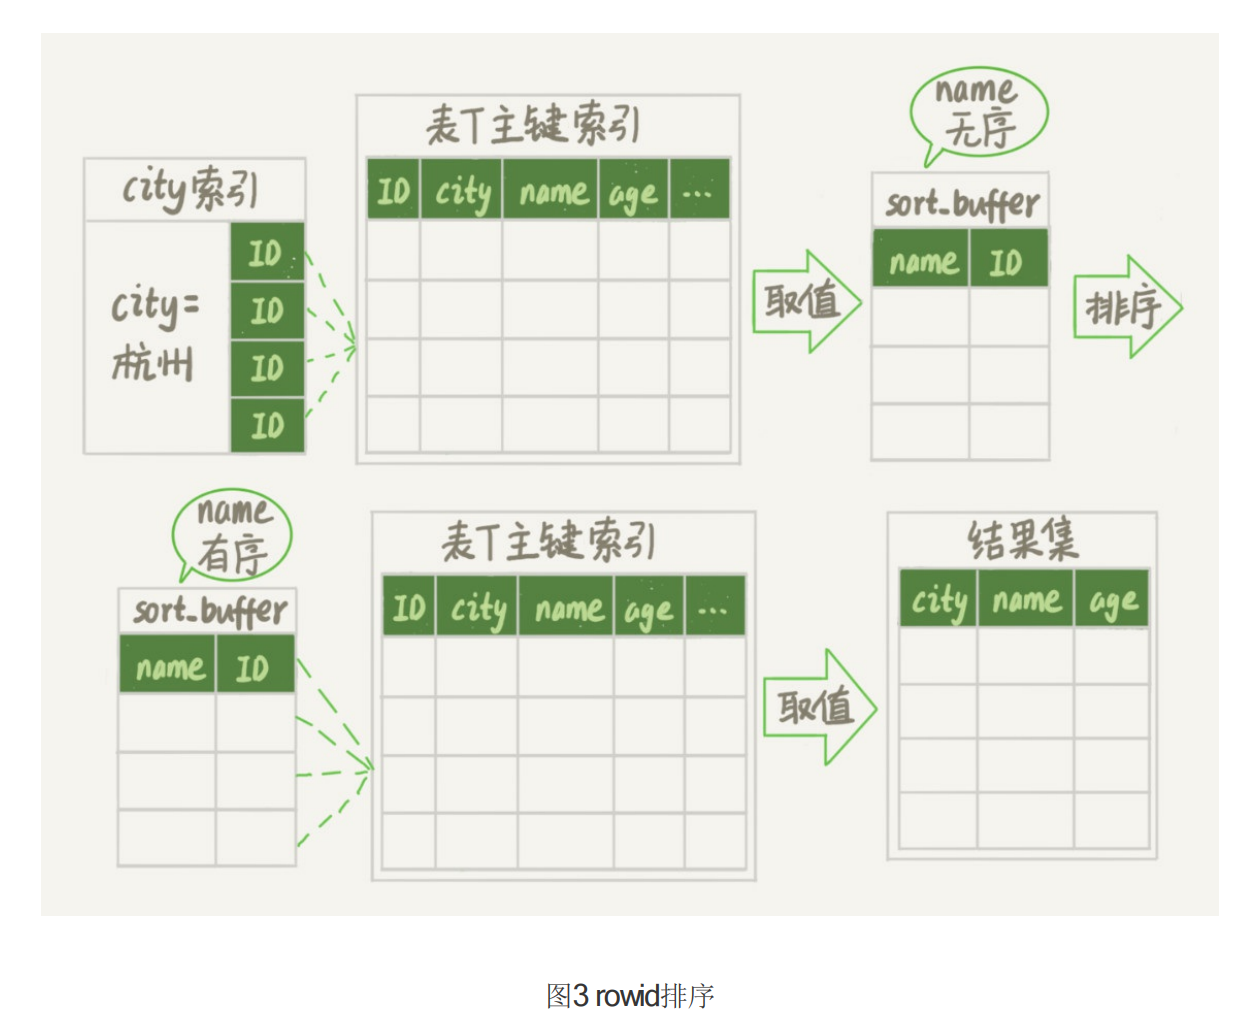 表T主键索引
name
无序
city索引
ID city name age ...
sort_buffer
name ID
ID
ID
ID
ID
city=
杭州
取值
排序
name
有序
表T主键索引
结果集
sort_buffer
ID city name age ...
city name age
name ID
取值
图3 rowid排序